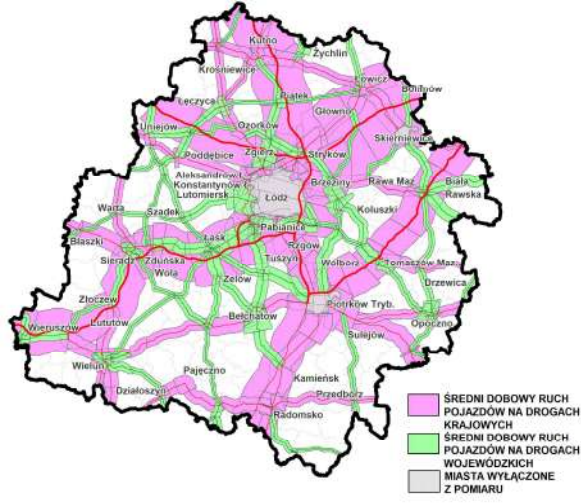 Kutno
Żychlin
Krośniewice
Łowicz
Bolimów
Łęczyca
Piątek
Głowno
Uniejów
Ozorków
Skierniewice
Zgierz
Stryków
Poddębice
Aleksandrów Ł
Konstantynów Ł
Lutomiersk
Brzeziny
Rawa Maz
Biała
Rawska
Łódź
Warta
Szadek
Koluszki
Pabianice
Błaszki
Łask
Rzgów
Sieradz
Zduńska
Wola
Tuszyn
Wolbórz
Tomaszów Maz
Zelów
Drzewica
Złoczew
Piotrków Tryb.
Wieruszów
Lututów
Bełchatów
Opoczno
Sulejów
Wieluń
Pajęczno
Kamieńsk
Działoszyn
Przedbórz
Radomsko
ŚREDNI DOBOWY RUCH
POJAZDÓW NA DROGACH
KRAJOWYCH
ŚREDNI DOBOWY RUCH
POJAZDÓW NA DROGACH
WOJEWÓDZKICH
MIASTA WYŁĄCZONE
Z POMIARU